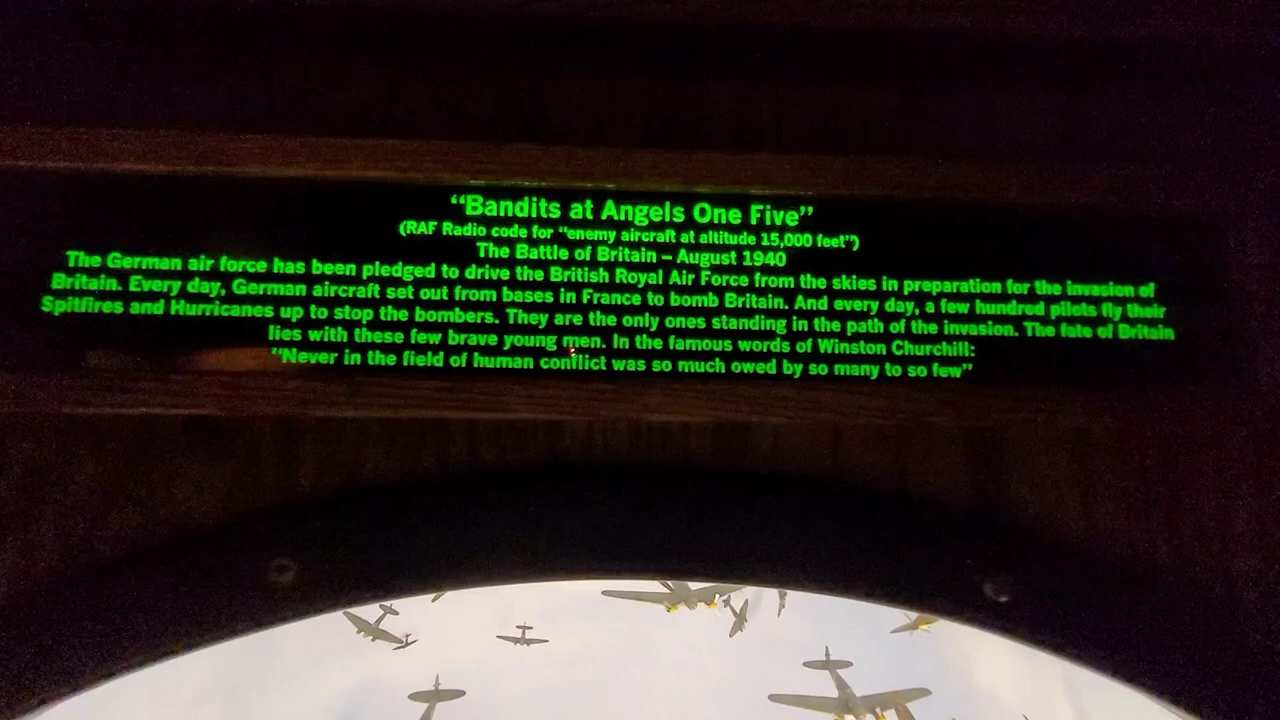 “Bandits at Angels One Five”
(RAF Radio code for “enemy aircraft at altitude 15,000 feet”)
The Battle of Britain – August 1940
The German air force has been pledged to drive the British Royal Air Force from the skies in preparation for the invasion of
Britain. Every day, German aircraft set out from bases in France to bomb Britain. And every day, a few hundred pilots fly their
Spitfires and Hurricanes up to stop the bombers. They are the only ones standing in the path of the invasion. The fate of Britain
lies with these few brave young men. In the famous words of Winston Churchill:
“Never in the field of human conflict was so much owed by so many to so few”